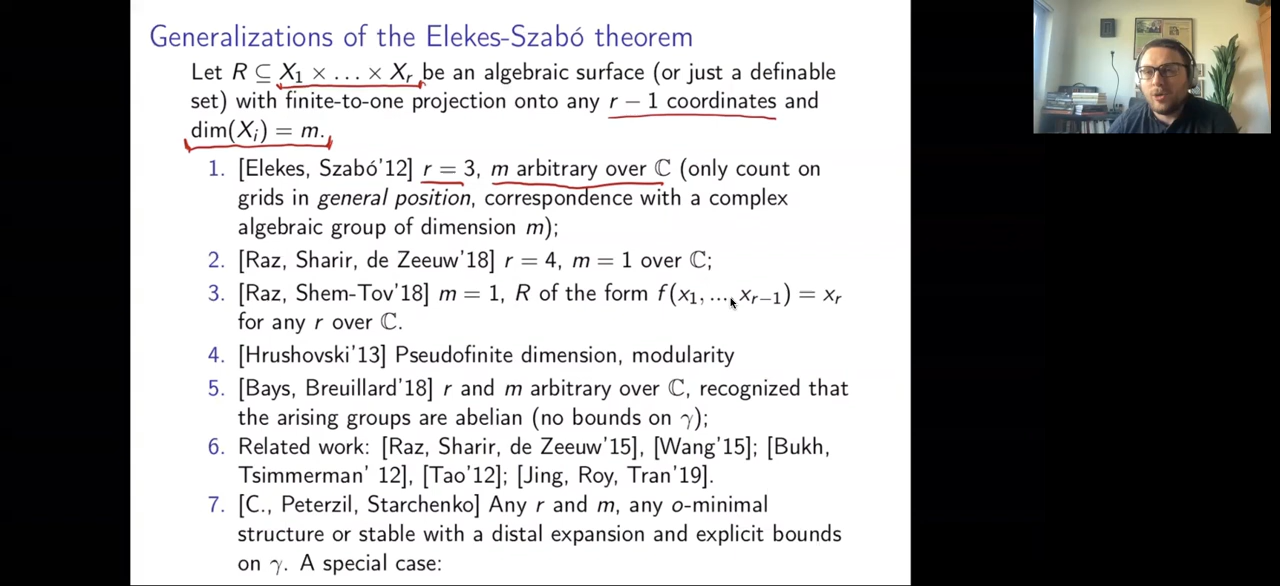 Generalizations of the Elekes-Szabó theorem
Let R ⊆ X₁ × … × Xᵣ be an algebraic surface (or just a definable
set) with finite-to-one projection onto any r − 1 coordinates and
dim(Xᵢ) = m.
1. [Elekes, Szabó'12] r = 3, m arbitrary over ℂ (only count on
grids in general position, correspondence with a complex
algebraic group of dimension m);
2. [Raz, Sharir, de Zeeuw'18] r = 4, m = 1 over ℂ;
3. [Raz, Shem-Tov'18] m = 1, R of the form f(x₁, …, xᵣ₋₁) = xᵣ
for any r over ℂ.
4. [Hrushovski'13] Pseudofinite dimension, modularity
5. [Bays, Breuillard'18] r and m arbitrary over ℂ, recognized that
the arising groups are abelian (no bounds on γ);
6. Related work: [Raz, Sharir, de Zeeuw'15], [Wang'15]; [Bukh,
Tsimmerman' 12], [Tao'12]; [Jing, Roy, Tran'19].
7. [C., Peterzil, Starchenko] Any r and m, any o-minimal
structure or stable with a distal expansion and explicit bounds
on γ. A special case: